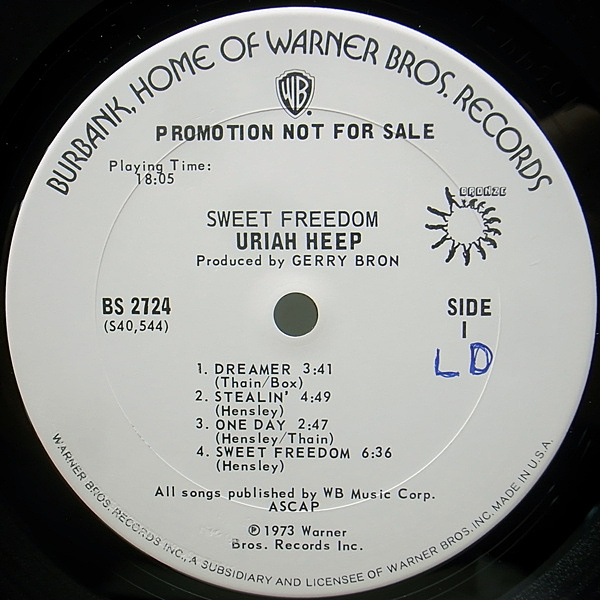 BURBANK, HOME OF WARNER BROS. RECORDS
WB
PROMOTION NOT FOR SALE
Playing Time:
18:05
BRONZE
SWEET FREEDOM
URIAH HEEP
Produced by GERRY BRON
BS 2724
(S40,544)
SIDE
1
LD
1. DREAMER 3:41
(Thain/Box)
2. STEALIN' 4:49
(Hensley)
3. ONE DAY 2:47
(Hensley/Thain)
4. SWEET FREEDOM 6:36
(Hensley)
All songs published by WB Music Corp.
ASCAP
℗ 1973 Warner
Bros. Records Inc.
WARNER BROS. RECORDS INC., A SUBSIDIARY AND LICENSEE OF WARNER BROS. INC. MADE IN U.S.A.